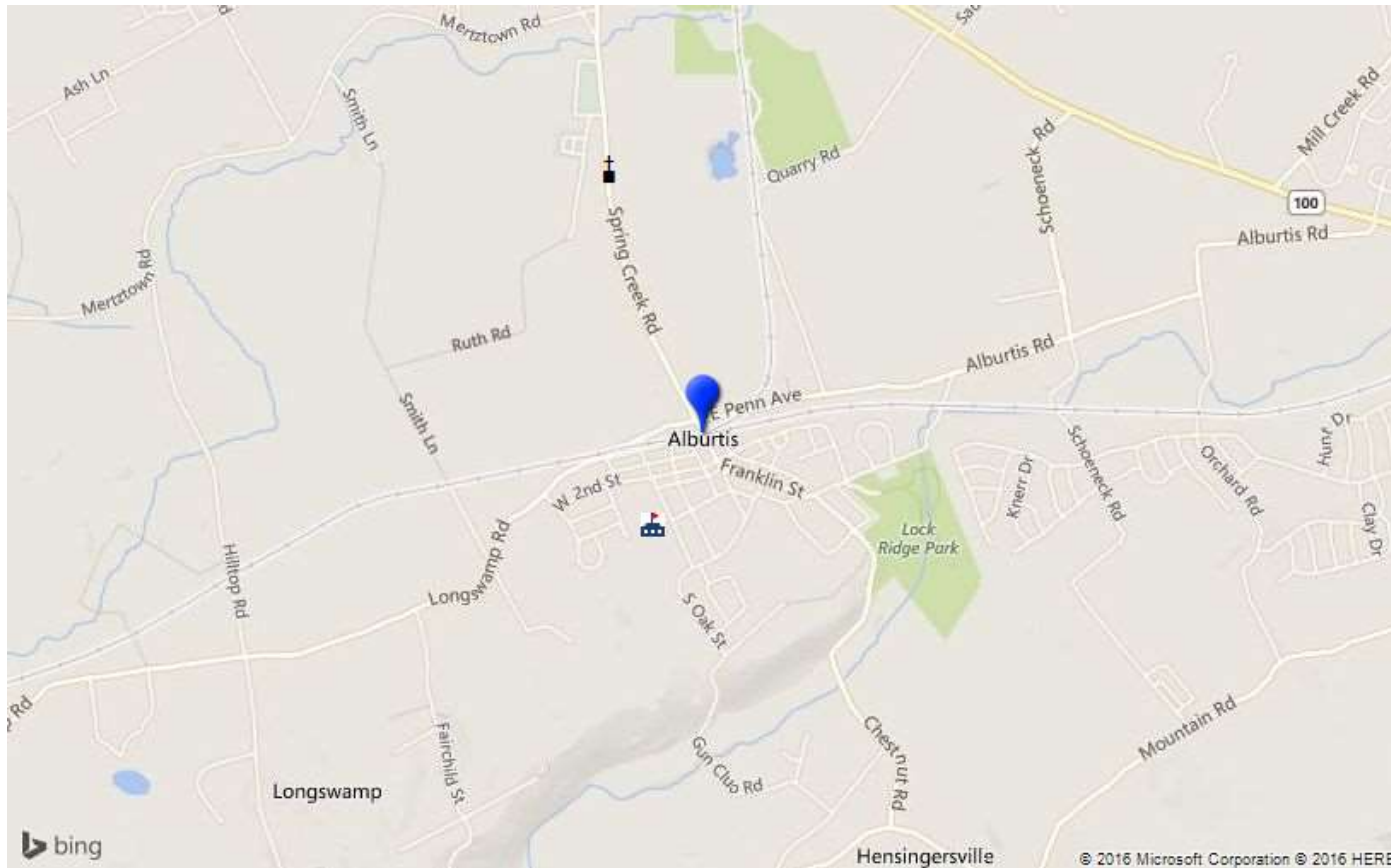 Mertztown Rd
Ash Ln
Smith Ln
Quarry Rd
Mill Creek Rd
Schoeneck Rd
100
Alburtis Rd
Spring Creek Rd
Mertztown Rd
Ruth Rd
Alburtis Rd
E Penn Ave
Alburtis
Smith Ln
Franklin St
W 2nd St
Knerr Dr
Schoeneck Rd
Orchard Rd
Hunt Dr
Clay Dr
Lock
Ridge Park
Hilltop Rd
Longswamp Rd
S Oak St
Rd
Fairchild St
Gun Club Rd
Chestnut Rd
Mountain Rd
Longswamp
bing
Hensingersville
© 2016 Microsoft Corporation © 2016 HERE